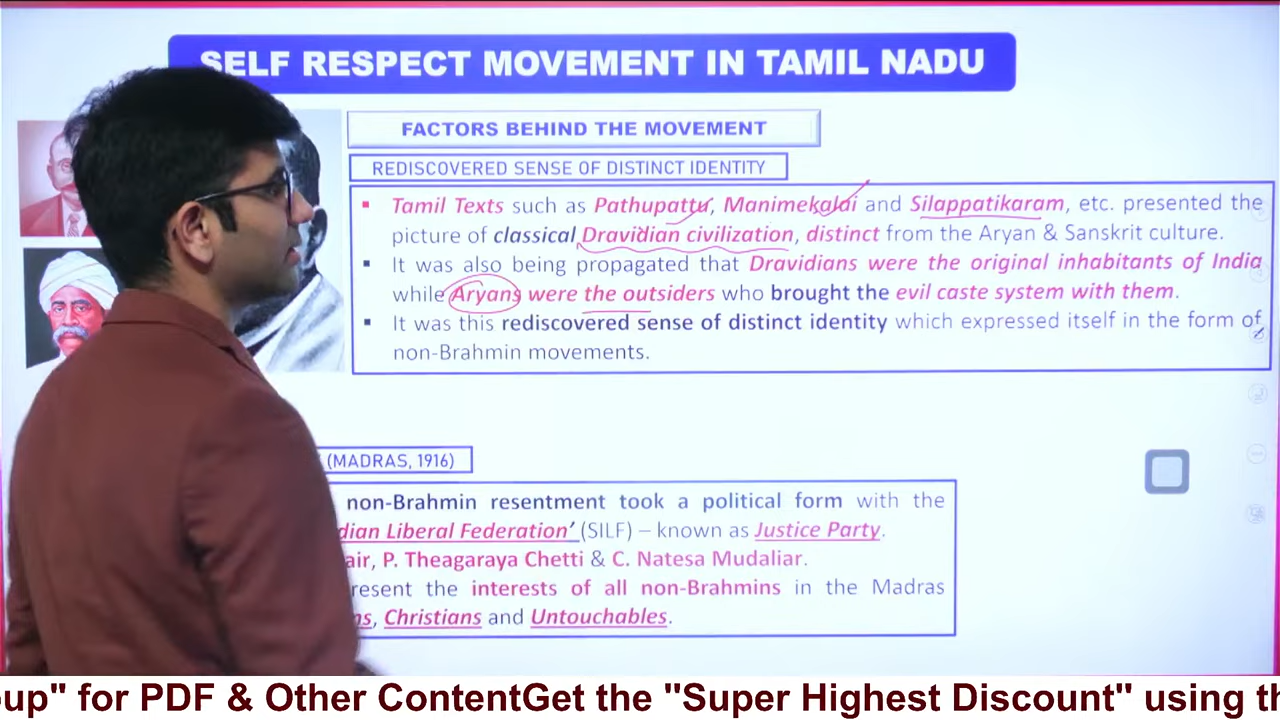 SELF RESPECT MOVEMENT IN TAMIL NADU
FACTORS BEHIND THE MOVEMENT
REDISCOVERED SENSE OF DISTINCT IDENTITY
▪ Tamil Texts such as Pathupattu, Manimekalai and Silappatikaram, etc. presented the
picture of classical Dravidian civilization, distinct from the Aryan & Sanskrit culture.
▪ It was also being propagated that Dravidians were the original inhabitants of India
while Aryans were the outsiders who brought the evil caste system with them.
▪ It was this rediscovered sense of distinct identity which expressed itself in the form of
non-Brahmin movements.
(MADRAS, 1916)
non-Brahmin resentment took a political form with the
dian Liberal Federation’ (SILF) – known as Justice Party.
air, P. Theagaraya Chetti & C. Natesa Mudaliar.
resent the interests of all non-Brahmins in the Madras
ns, Christians and Untouchables.
oup" for PDF & Other ContentGet the "Super Highest Discount" using th